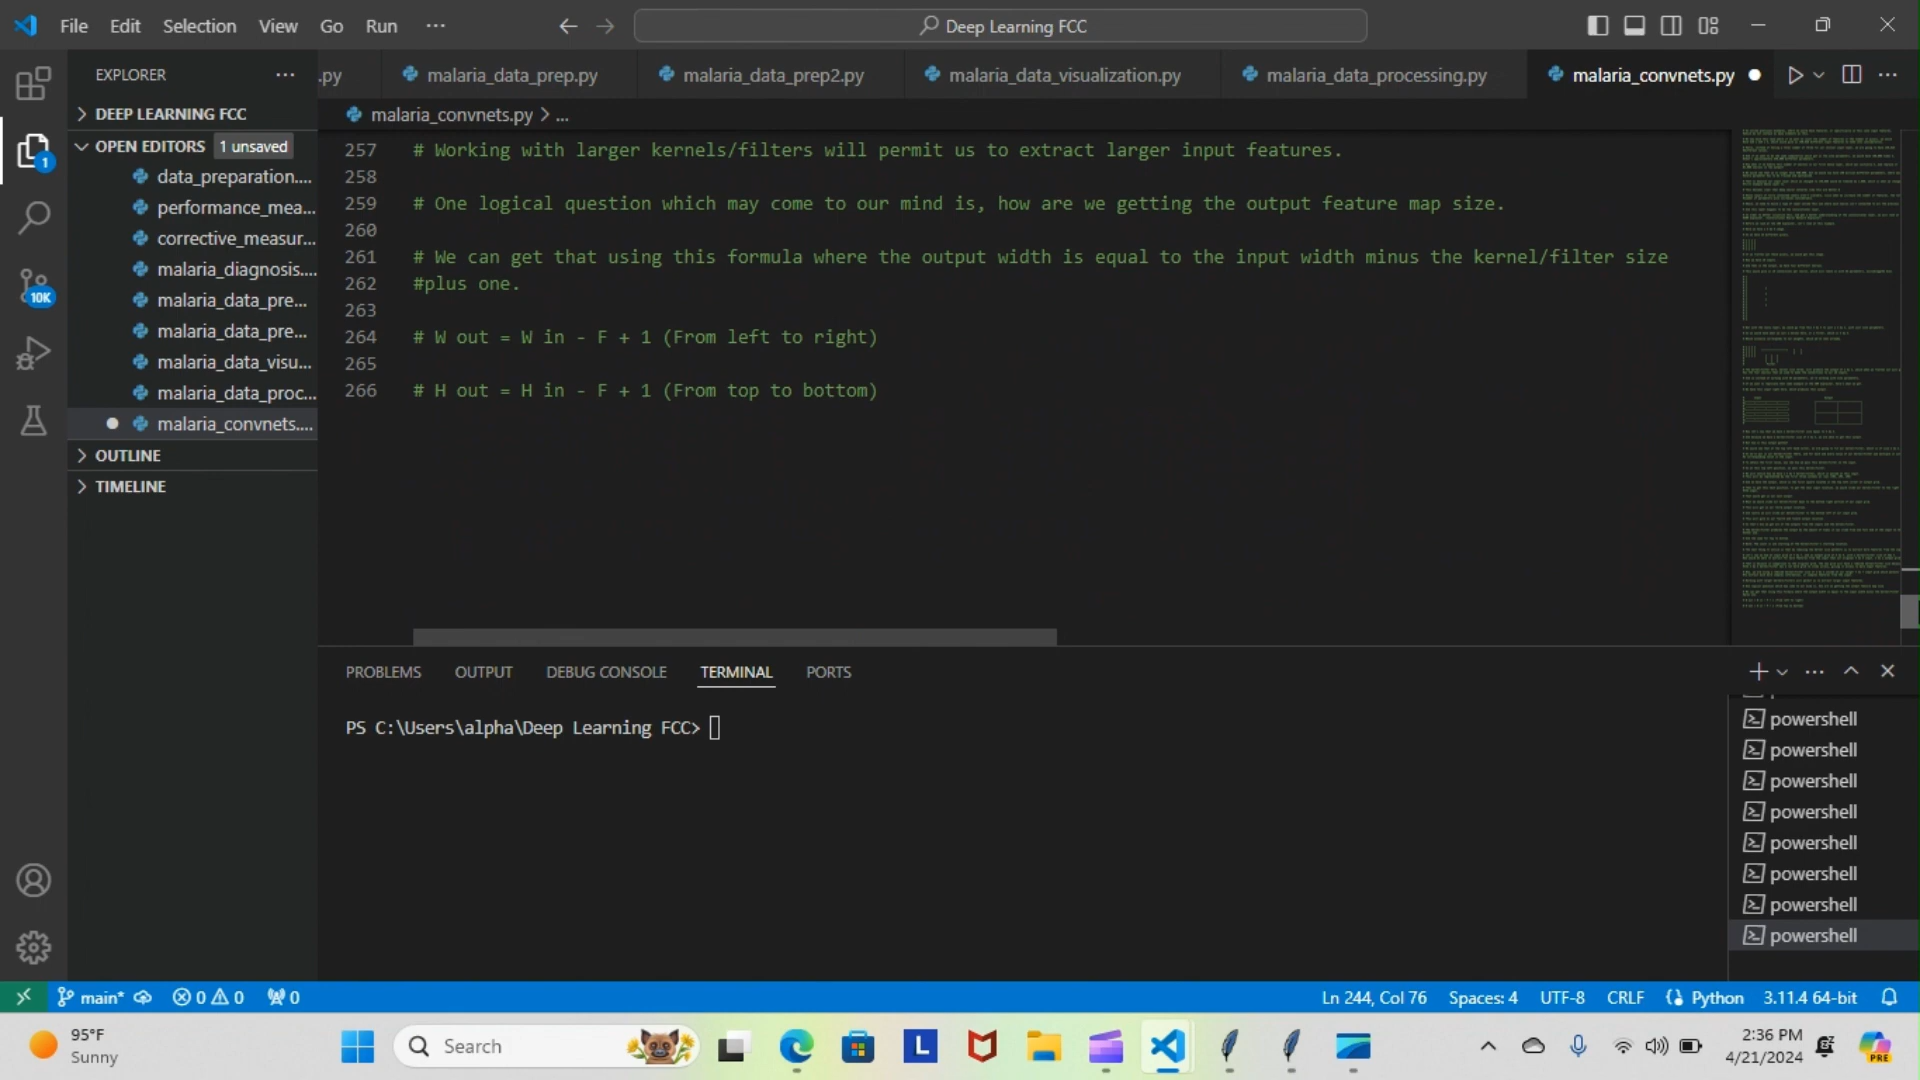 File Edit Selection View Go Run ...
Deep Learning FCC
EXPLORER
.py malaria_data_prep.py malaria_data_prep2.py malaria_data_visualization.py malaria_data_processing.py malaria_convnets.py
DEEP LEARNING FCC
malaria_convnets.py > ...
OPEN EDITORS 1 unsaved
data_preparation....
performance_mea...
corrective_measur...
malaria_diagnosis....
malaria_data_pre...
malaria_data_pre...
malaria_data_visu...
malaria_data_proc...
malaria_convnets....
OUTLINE
TIMELINE
1
10K
257 # Working with larger kernels/filters will permit us to extract larger input features.
258
259 # One logical question which may come to our mind is, how are we getting the output feature map size.
260
261 # We can get that using this formula where the output width is equal to the input width minus the kernel/filter size
262 #plus one.
263
264 # W out = W in - F + 1 (From left to right)
265
266 # H out = H in - F + 1 (From top to bottom)
PROBLEMS OUTPUT DEBUG CONSOLE TERMINAL PORTS
PS C:\Users\alpha\Deep Learning FCC>
powershell
powershell
powershell
powershell
powershell
powershell
powershell
powershell
main* 0 0 0
Ln 244, Col 76 Spaces: 4 UTF-8 CRLF Python 3.11.4 64-bit
95°F
Sunny
Search
L
2:36 PM
4/21/2024
PRE